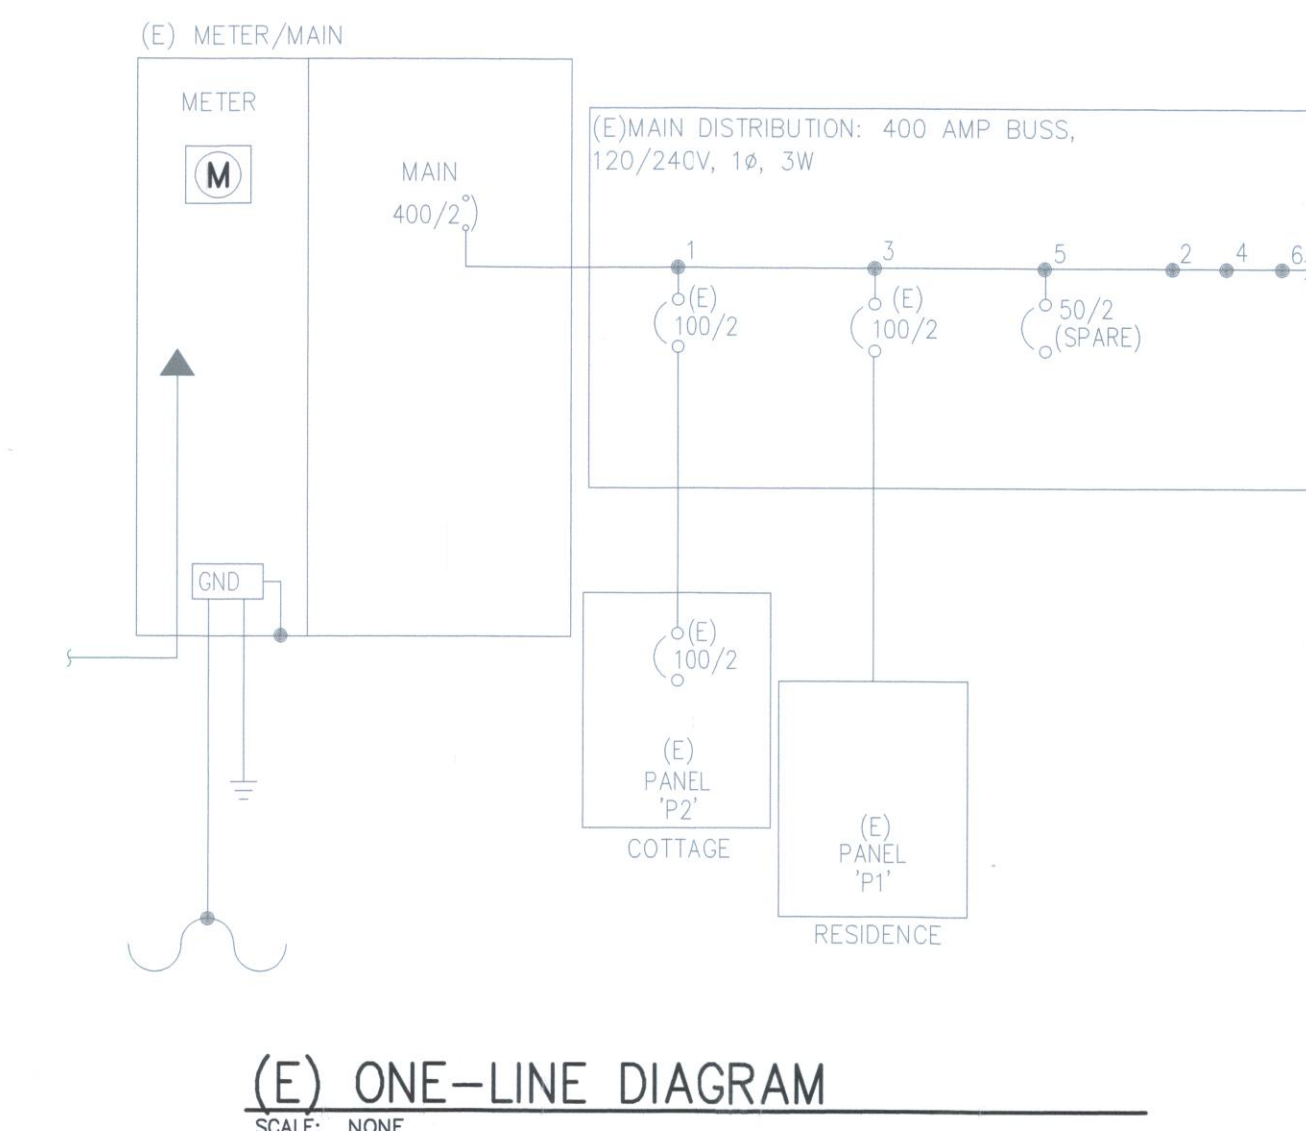 (E) METER/MAIN
METER
M
MAIN
400/2
(E)MAIN DISTRIBUTION: 400 AMP BUSS,
120/240V, 1ø, 3W
1
3
5
2
4
6
(E)
100/2
(E)
100/2
50/2
(SPARE)
GND
(E)
100/2
(E)
PANEL
'P2'
COTTAGE
(E)
PANEL
'P1'
RESIDENCE
(E) ONE-LINE DIAGRAM
SCALE: NONE